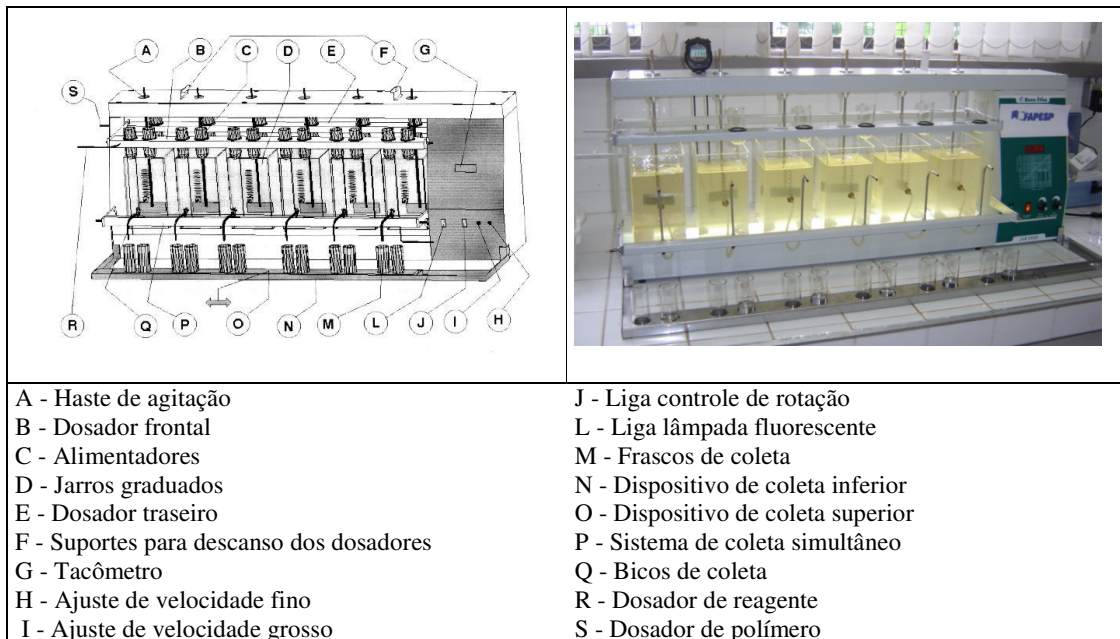 A B C D E F G
S
R Q P O N M L J I H
Nova Etica
FAPESP
A - Haste de agitação
B - Dosador frontal
C - Alimentadores
D - Jarros graduados
E - Dosador traseiro
F - Suportes para descanso dos dosadores
G - Tacômetro
H - Ajuste de velocidade fino
I - Ajuste de velocidade grosso
J - Liga controle de rotação
L - Liga lâmpada fluorescente
M - Frascos de coleta
N - Dispositivo de coleta inferior
O - Dispositivo de coleta superior
P - Sistema de coleta simultâneo
Q - Bicos de coleta
R - Dosador de reagente
S - Dosador de polímero